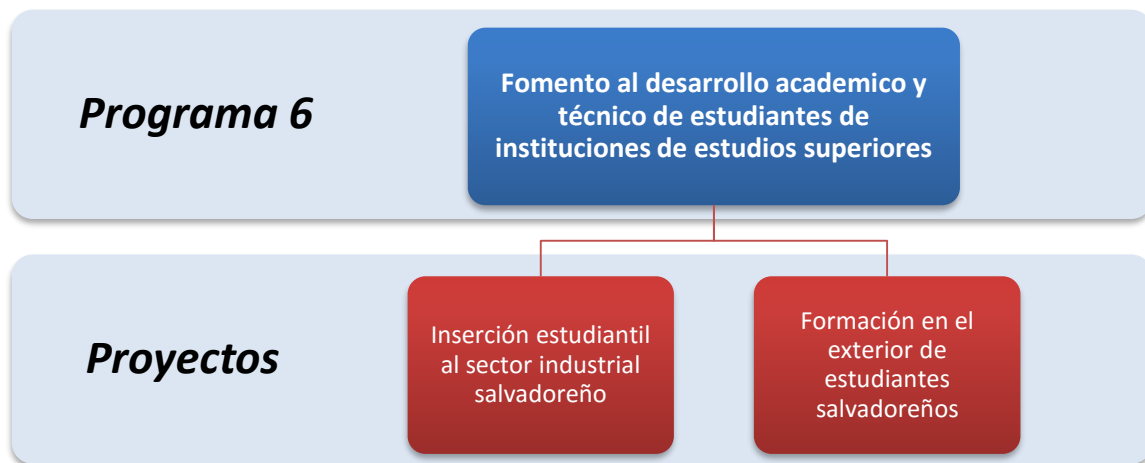 Programa 6
Fomento al desarrollo academico y
técnico de estudiantes de
instituciones de estudios superiores
Proyectos
Inserción estudiantil
al sector industrial
salvadoreño
Formación en el
exterior de
estudiantes
salvadoreños